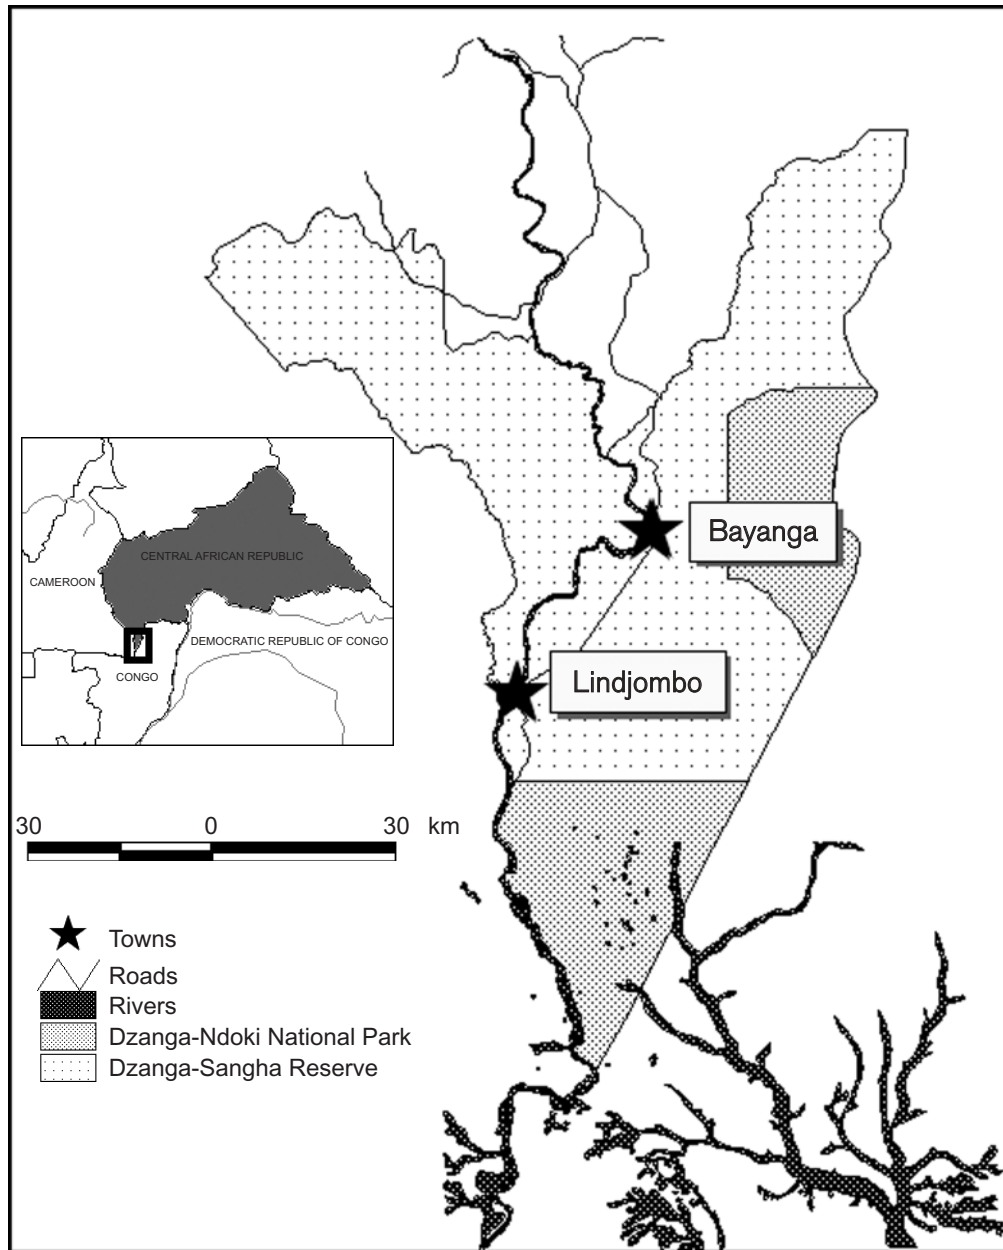 Bayanga
CENTRAL AFRICAN REPUBLIC
CAMEROON
DEMOCRATIC REPUBLIC OF CONGO
CONGO
Lindjombo
30 0 30 km
Towns
Roads
Rivers
Dzanga-Ndoki National Park
Dzanga-Sangha Reserve